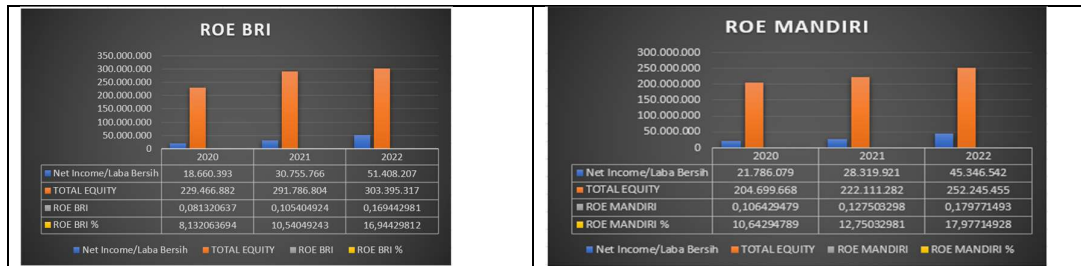 ROE BRI
350.000.000
300.000.000
250.000.000
200.000.000
150.000.000
100.000.000
50.000.000
0
2020 2021 2022
Net Income/Laba Bersih 18.660.393 30.755.766 51.408.207
TOTAL EQUITY 229.466.882 291.786.804 303.395.317
ROE BRI 0,081320637 0,105404924 0,169442981
ROE BRI % 8,132063694 10,54049243 16,94429812
Net Income/Laba Bersih TOTAL EQUITY ROE BRI ROE BRI %
ROE MANDIRI
300.000.000
250.000.000
200.000.000
150.000.000
100.000.000
50.000.000
0
2020 2021 2022
Net Income/Laba Bersih 21.786.079 28.319.921 45.346.542
TOTAL EQUITY 204.699.668 222.111.282 252.245.455
ROE MANDIRI 0,106429479 0,127503298 0,179771493
ROE MANDIRI % 10,64294789 12,75032981 17,97714928
Net Income/Laba Bersih TOTAL EQUITY ROE MANDIRI ROE MANDIRI %